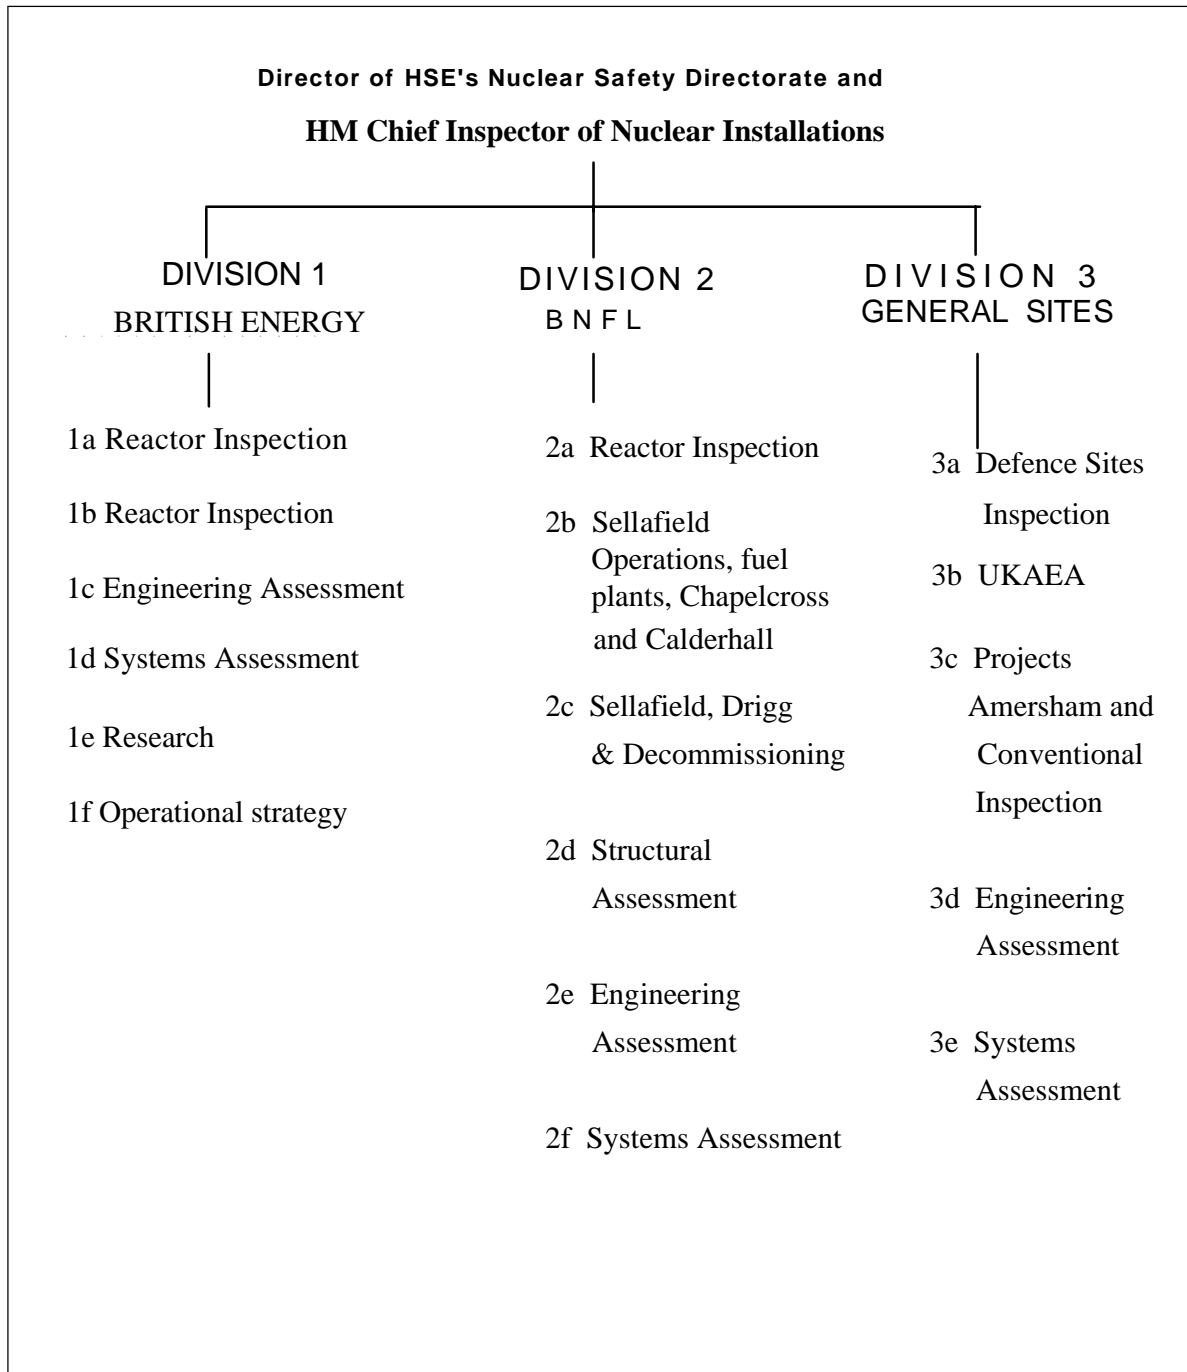 Director of HSE's Nuclear Safety Directorate and
HM Chief Inspector of Nuclear Installations
DIVISION 1
BRITISH ENERGY
1a Reactor Inspection
1b Reactor Inspection
1c Engineering Assessment
1d Systems Assessment
1e Research
1f Operational strategy
DIVISION 2
BNFL
2a Reactor Inspection
2b Sellafield
Operations, fuel
plants, Chapelcross
and Calderhall
2c Sellafield, Drigg
& Decommissioning
2d Structural
Assessment
2e Engineering
Assessment
2f Systems Assessment
DIVISION 3
GENERAL SITES
3a Defence Sites
Inspection
3b UKAEA
3c Projects
Amersham and
Conventional
Inspection
3d Engineering
Assessment
3e Systems
Assessment